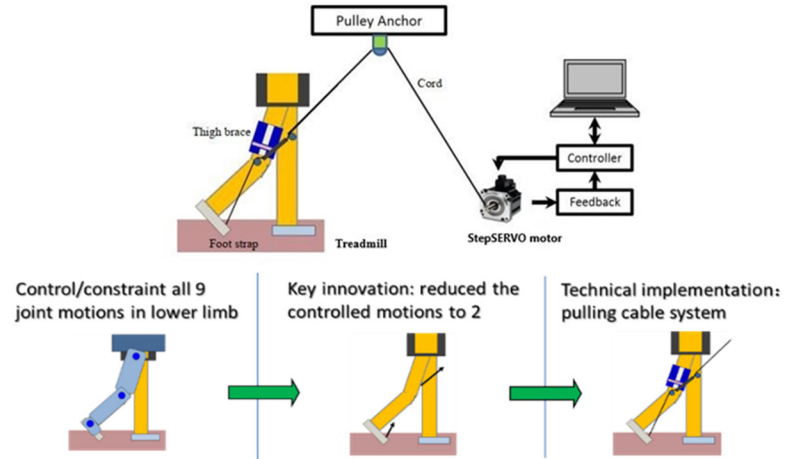 Pulley Anchor
Cord
Thigh brace
Controller
Feedback
StepSERVO motor
Foot strap
Treadmill
Control/constraint all 9
joint motions in lower limb
Key innovation: reduced the
controlled motions to 2
Technical implementation:
pulling cable system